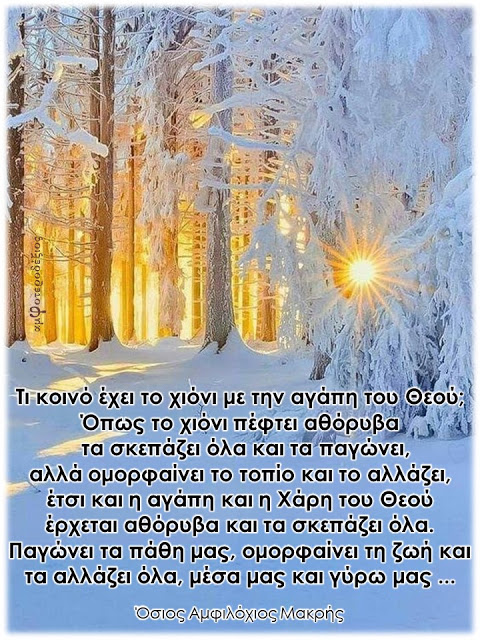 αμφοτεροδέξιος
Τι κοινό έχει το χιόνι με την αγάπη του Θεού;
Όπως το χιόνι πέφτει αθόρυβα
τα σκεπάζει όλα και τα παγώνει,
αλλά ομορφαίνει το τοπίο και το αλλάζει,
έτσι και η αγάπη και η Χάρη του Θεού
έρχεται αθόρυβα και τα σκεπάζει όλα.
Παγώνει τα πάθη μας, ομορφαίνει τη ζωή και
τα αλλάζει όλα, μέσα μας και γύρω μας ...
Όσιος Αμφιλόχιος Μακρής